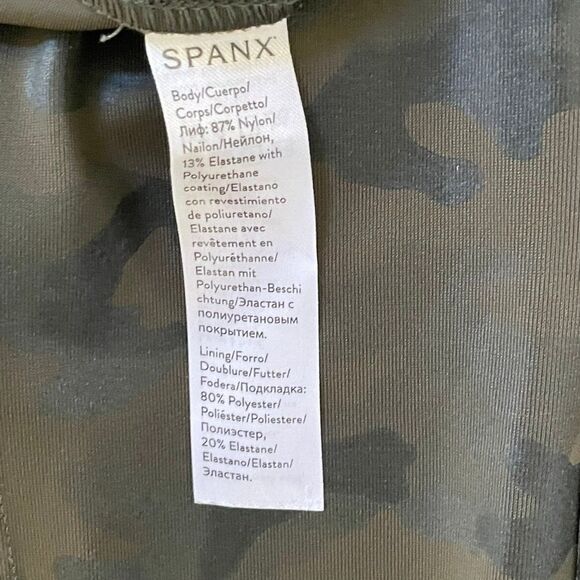 SPANX
Body/Cuerpo/
Corps/Corpetto/
Лиф: 87% Nylon/
Nailon/Нейлон,
13% Elastane with
Polyurethane
coating/Elastano
con revestimiento
de poliuretano/
Elastane avec
revêtement en
Polyuréthanne/
Elastan mit
Polyurethan-Beschi
chtung/Эластан с
полиуретановым
покрытием.
Lining/Forro/
Doublure/Futter/
Fodera/Подкладка:
80% Polyester/
Poliéster/Poliestere/
Полиэстер,
20% Elastane/
Elastano/Elastan/
Эластан.